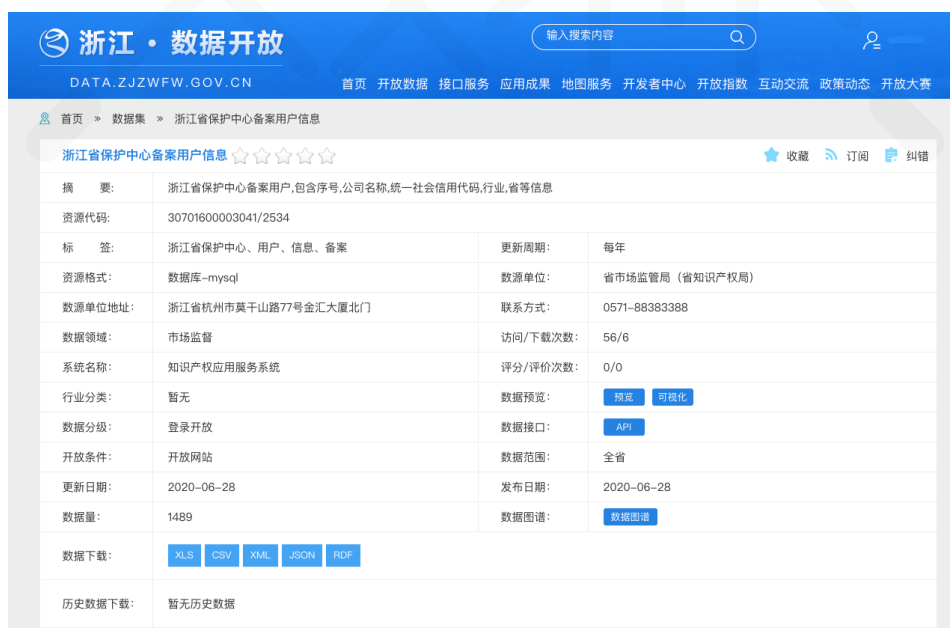 浙江·数据开放
输入搜索内容
DATA.ZJZWFW.GOV.CN
首页 开放数据 接口服务 应用成果 地图服务 开发者中心 开放指数 互动交流 政策动态 开放大赛
首页 » 数据集 » 浙江省保护中心备案用户信息
浙江省保护中心备案用户信息 收藏 订阅 纠错
摘 要: 浙江省保护中心备案用户,包含序号,公司名称,统一社会信用代码,行业,省等信息
资源代码: 30701600003041/2534
标 签: 浙江省保护中心、用户、信息、备案 更新周期: 每年
资源格式: 数据库-mysql 数源单位: 省市场监管局（省知识产权局）
数源单位地址: 浙江省杭州市莫干山路77号金汇大厦北门 联系方式: 0571-88383388
数据领域: 市场监督 访问/下载次数: 56/6
系统名称: 知识产权应用服务系统 评分/评价次数: 0/0
行业分类: 暂无 数据预览: 预览 可视化
数据分级: 登录开放 数据接口: API
开放条件: 开放网站 数据范围: 全省
更新日期: 2020-06-28 发布日期: 2020-06-28
数据量: 1489 数据图谱: 数据图谱
数据下载: XLS CSV XML JSON RDF
历史数据下载: 暂无历史数据